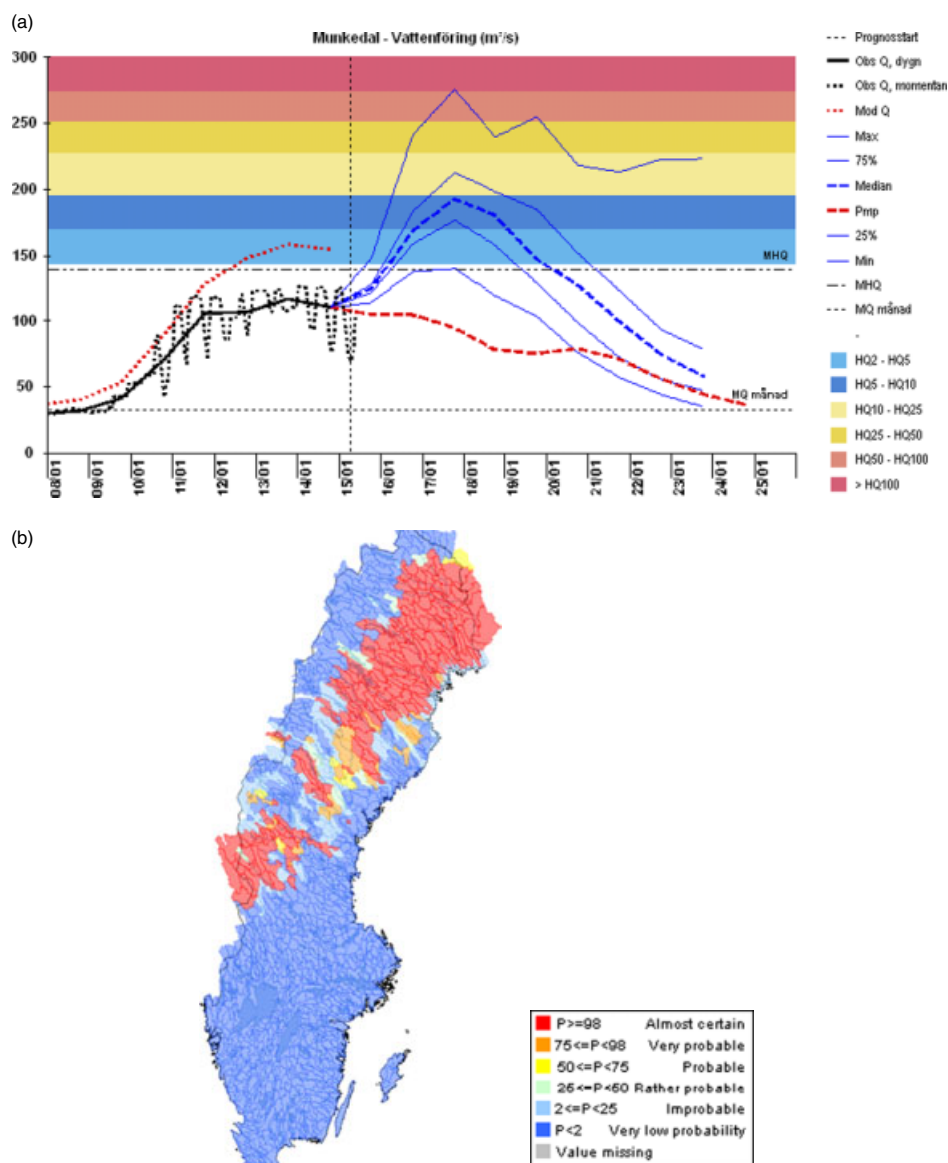 (a)
Munkedal - Vattenföring (m³/s)
300
250
200
150
100
50
0
MHQ
MQ månad
08/01
09/01
10/01
11/01
12/01
13/01
14/01
15/01
16/01
17/01
18/01
19/01
20/01
21/01
22/01
23/01
24/01
25/01
Prognosstart
Obs Q, dygn
Obs Q, momentan
Mod Q
Max
75%
Median
Pmp
25%
Min
MHQ
MQ månad
-
HQ2 - HQ5
HQ5 - HQ10
HQ10 - HQ25
HQ25 - HQ50
HQ50 - HQ100
> HQ100
(b)
P>=98 Almost certain
75<=P<98 Very probable
50<=P<75 Probable
25<=P<50 Rather probable
2<=P<25 Improbable
P<2 Very low probability
Value missing